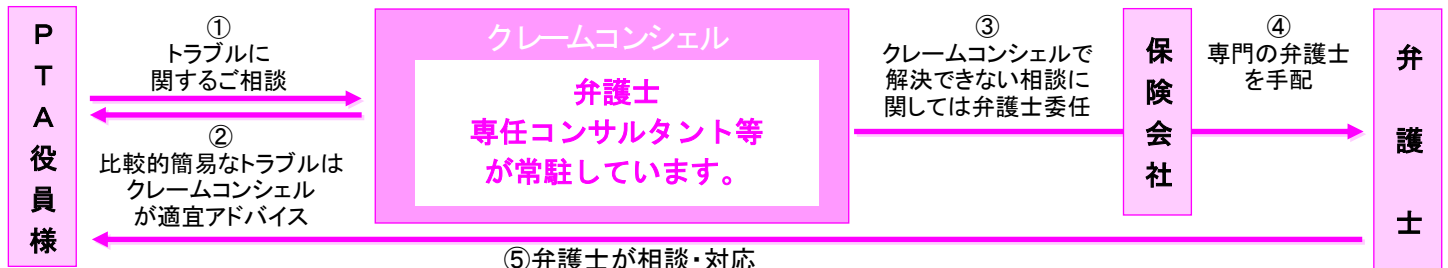 PTA役員様
①
トラブルに
関するご相談
②
比較的簡易なトラブルは
クレームコンシェル
が適宜アドバイス
クレームコンシェル
弁護士
専任コンサルタント等
が常駐しています。
③
クレームコンシェルで
解決できない相談に
関しては弁護士委任
保険会社
④
専門の弁護士
を手配
弁護士
⑤弁護士が相談・対応